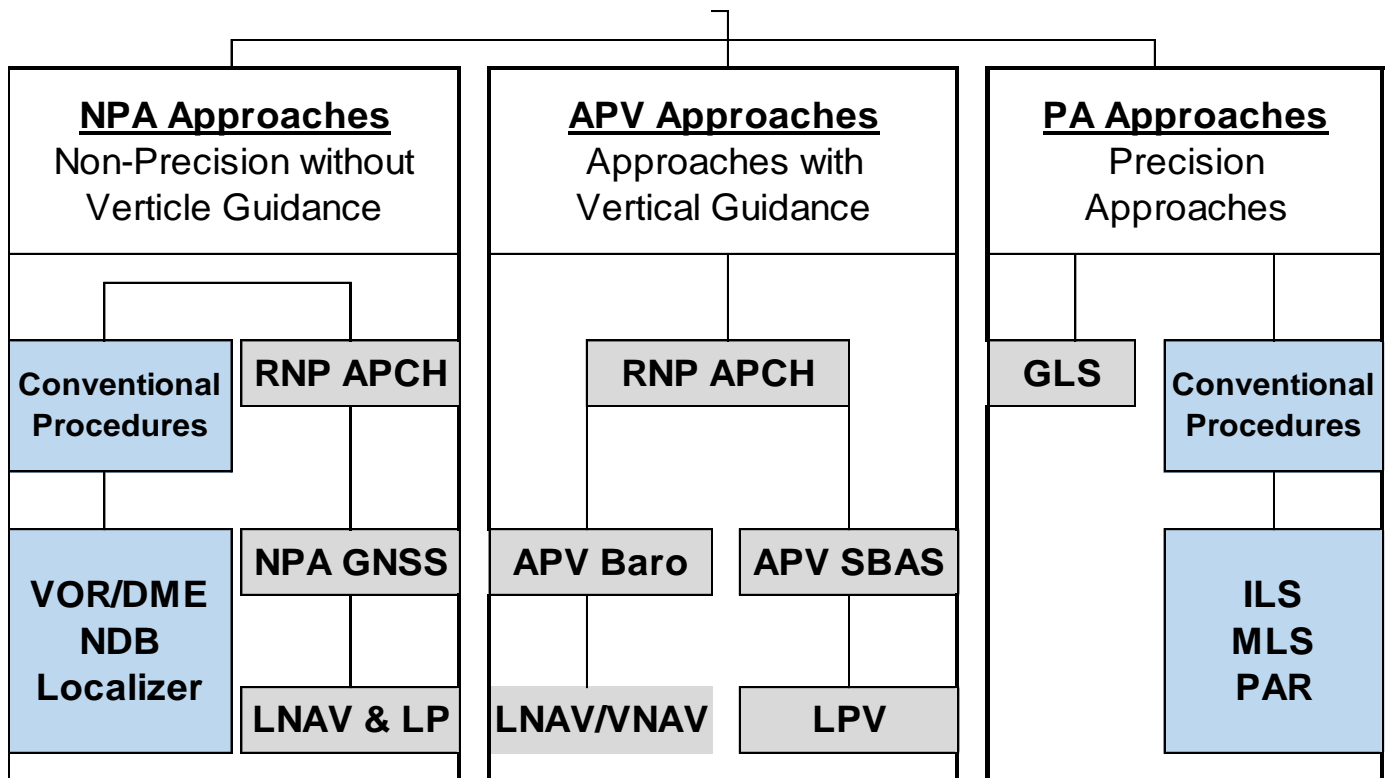 NPA Approaches
Non-Precision without
Verticle Guidance
APV Approaches
Approaches with
Vertical Guidance
PA Approaches
Precision
Approaches
Conventional
Procedures
RNP APCH
VOR/DME
NDB
Localizer
NPA GNSS
LNAV & LP
RNP APCH
APV Baro
APV SBAS
LNAV/VNAV
LPV
GLS
Conventional
Procedures
ILS
MLS
PAR